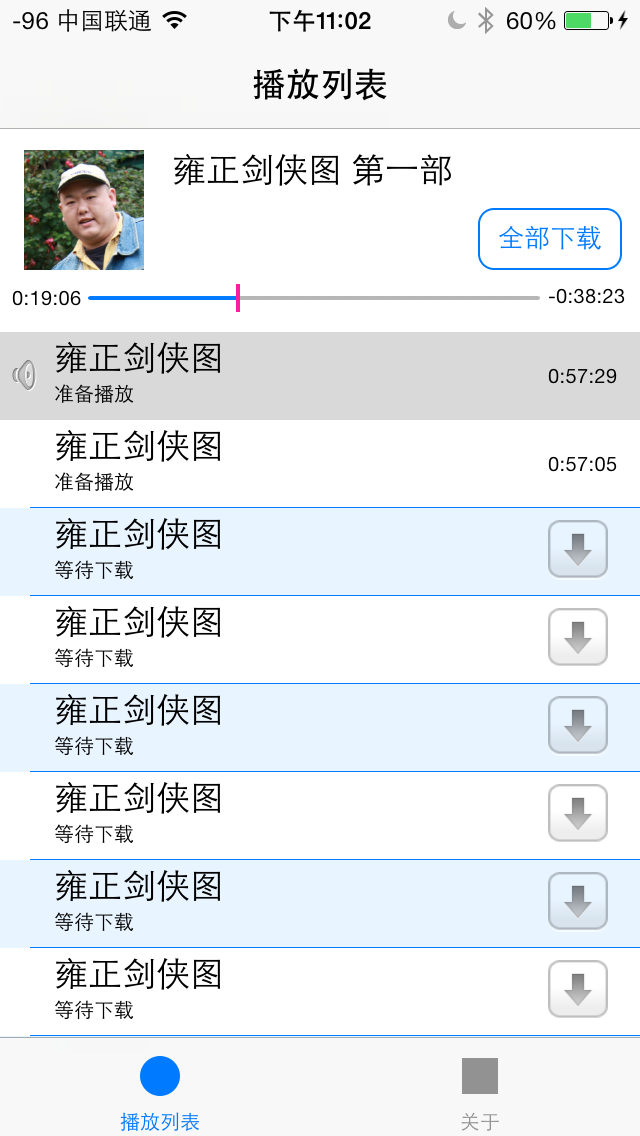 -96 中国联通 下午11:02 60%
播放列表
雍正剑侠图 第一部
全部下载
0:19:06 -0:38:23
雍正剑侠图
准备播放 0:57:29
雍正剑侠图
准备播放 0:57:05
雍正剑侠图
等待下载
雍正剑侠图
等待下载
雍正剑侠图
等待下载
雍正剑侠图
等待下载
雍正剑侠图
等待下载
雍正剑侠图
等待下载
播放列表 关于